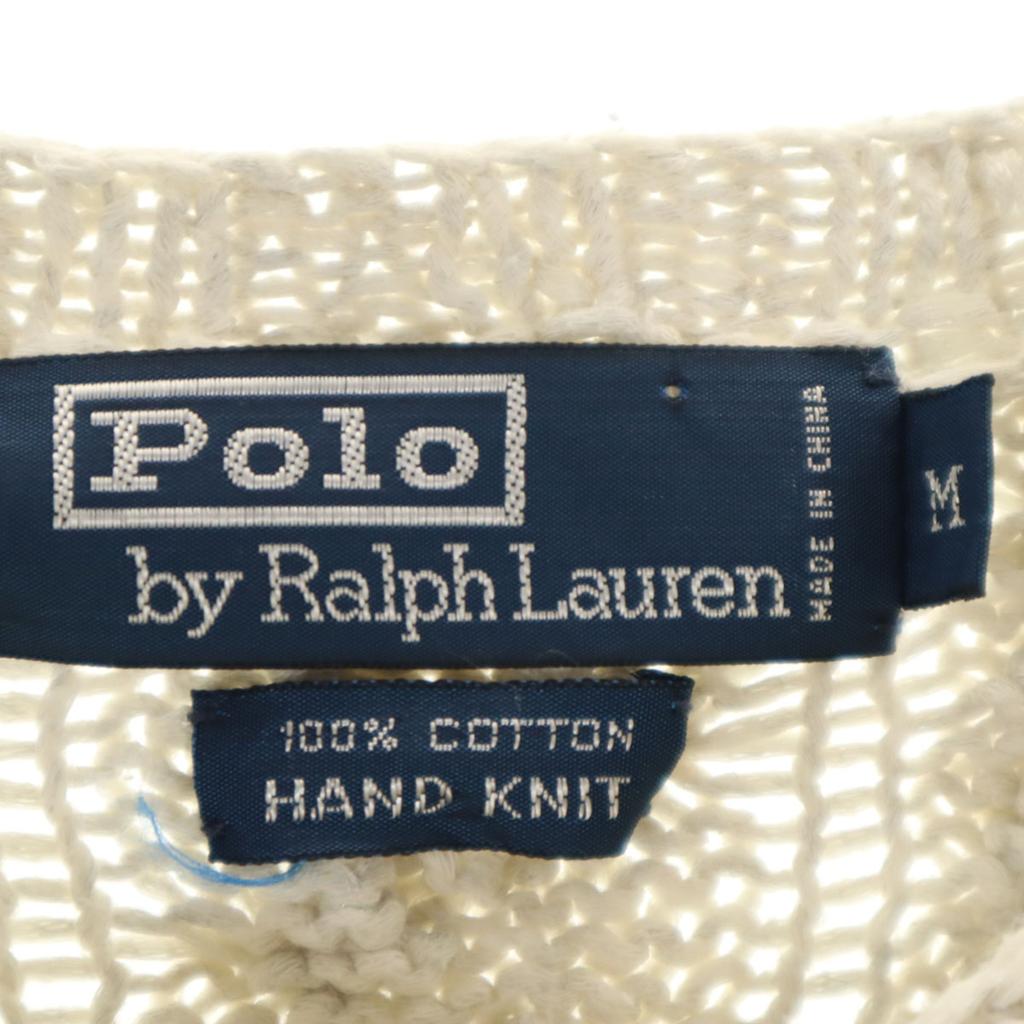 Polo
by Ralph Lauren
MADE IN CHINA
M
100% COTTON
HAND KNIT